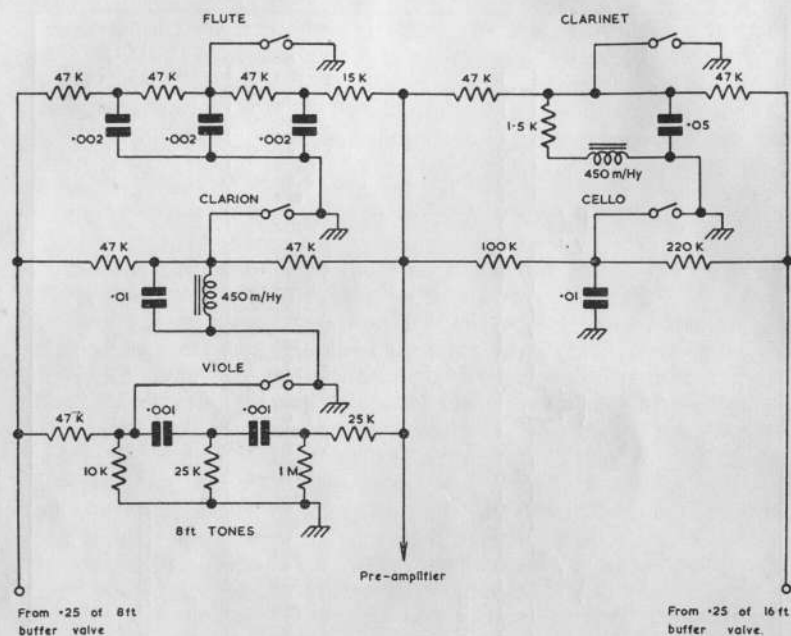 FLUTE
CLARINET
47 K
47 K
47 K
15 K
47 K
47 K
·002
·002
·002
1·5 K
·05
450 m/Hy
CLARION
CELLO
47 K
47 K
100K
220 K
·01
450 m/Hy
·01
VIOLE
47 K
·001
·001
25 K
10 K
25 K
1 M
8ft TONES
Pre-amplifier
From ·25 of 8ft
buffer valve
From ·25 of 16 ft
buffer valve.